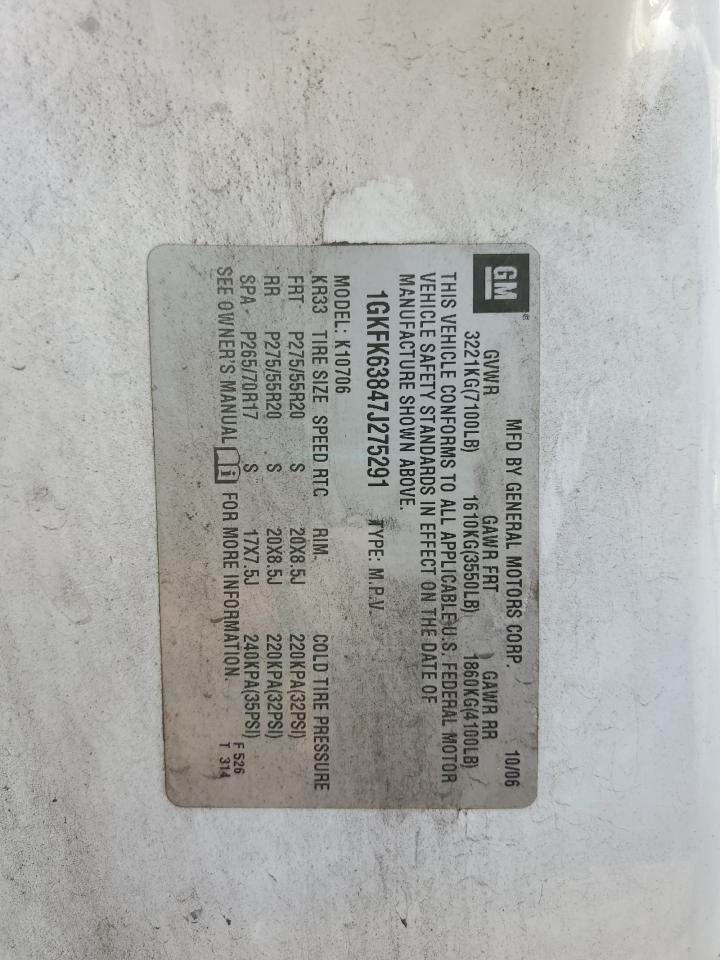 GM®
MFD BY GENERAL MOTORS CORP. 10/06
GVWR GAWR FRT GAWR RR
3221KG(7100LB) 1610KG(3550LB) 1860KG(4100LB)
THIS VEHICLE CONFORMS TO ALL APPLICABLE U.S. FEDERAL MOTOR
VEHICLE SAFETY STANDARDS IN EFFECT ON THE DATE OF
MANUFACTURE SHOWN ABOVE.
1GKFK63847J275291 TYPE: M.P.V.
MODEL: K10706
KR33 TIRE SIZE SPEED RTG RIM COLD TIRE PRESSURE
FRT P275/55R20 S 20X8.5J 220KPA(32PSI)
RR P275/55R20 S 20X8.5J 220KPA(32PSI)
SPA P265/70R17 S 17X7.5J 240KPA(35PSI)
SEE OWNER'S MANUAL i FOR MORE INFORMATION.
F 526
T 314